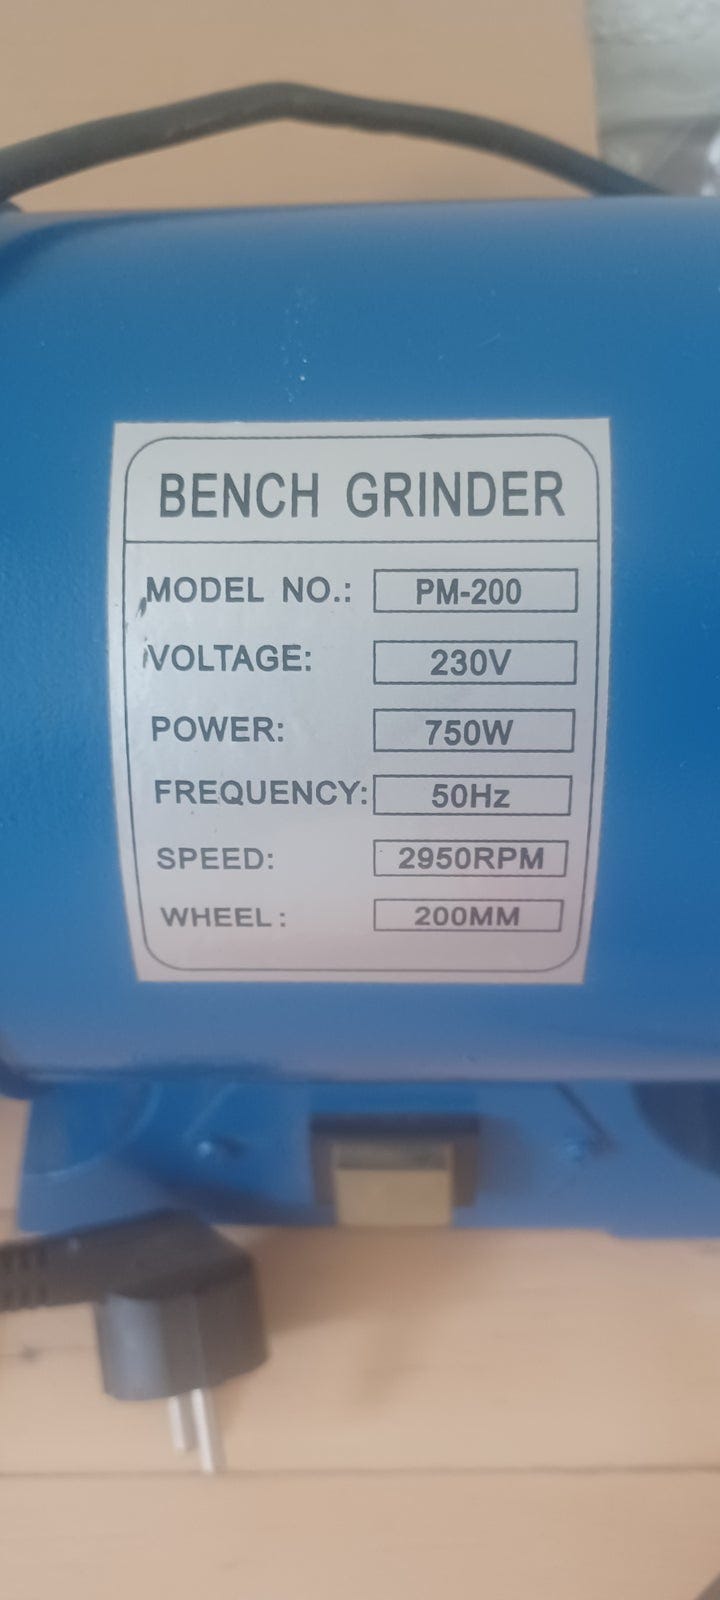 BENCH GRINDER
MODEL NO.: PM-200
VOLTAGE: 230V
POWER: 750W
FREQUENCY: 50Hz
SPEED: 2950RPM
WHEEL: 200MM